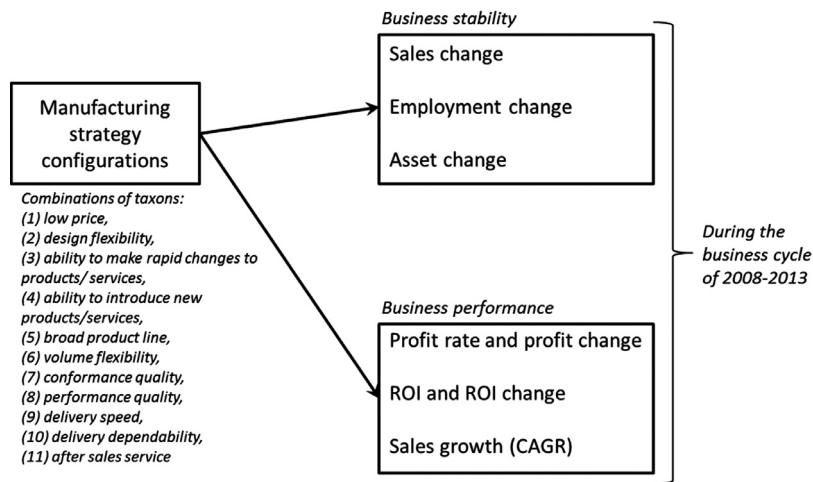 Manufacturing
strategy
configurations
Combinations of taxons:
(1) low price,
(2) design flexibility,
(3) ability to make rapid changes to
products/ services,
(4) ability to introduce new
products/services,
(5) broad product line,
(6) volume flexibility,
(7) conformance quality,
(8) performance quality,
(9) delivery speed,
(10) delivery dependability,
(11) after sales service
Business stability
Sales change
Employment change
Asset change
Business performance
Profit rate and profit change
ROI and ROI change
Sales growth (CAGR)
During the
business cycle
of 2008-2013